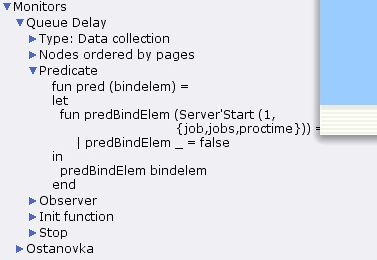 Monitors
Queue Delay
Type: Data collection
Nodes ordered by pages
Predicate
fun pred (bindelem) =
let
fun predBindElem (Server'Start (1,
{job,jobs,proctime})) =
| predBindElem _ = false
in
predBindElem bindelem
end
Observer
Init function
Stop
Ostanovka